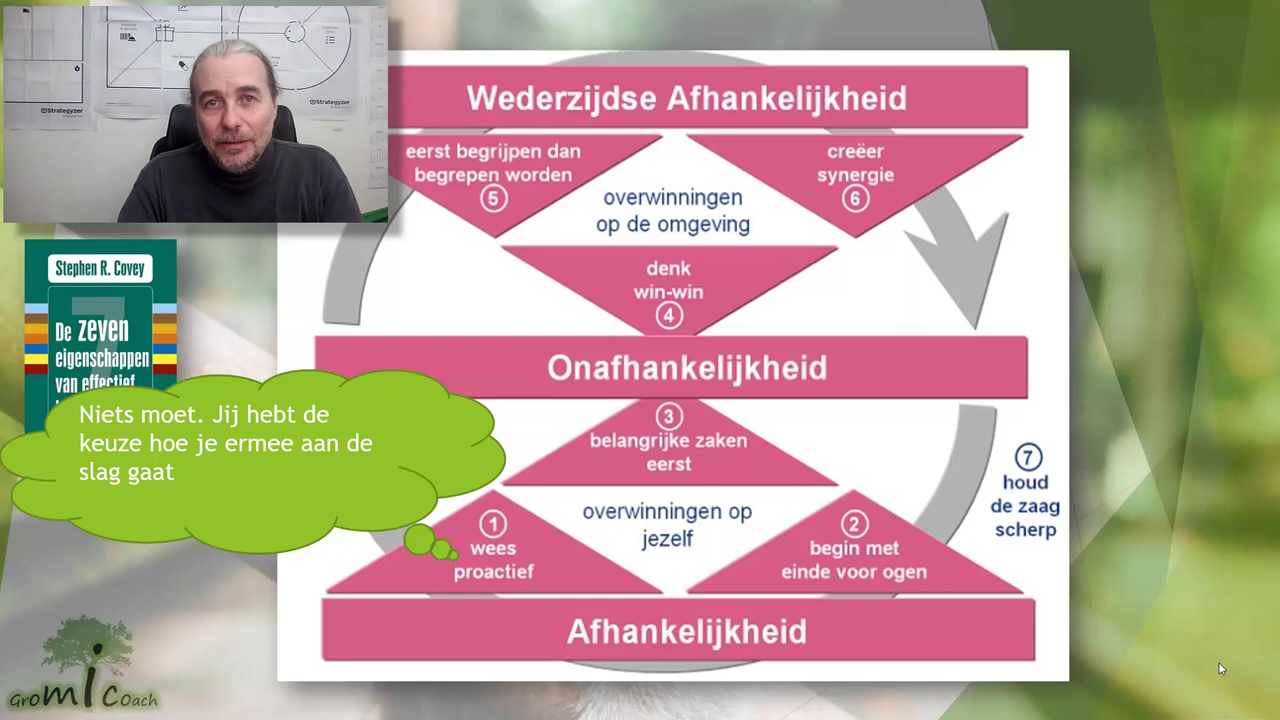 Strategyzer
Strategyzer
Wederzijdse Afhankelijkheid
eerst begrijpen dan
begrepen worden
5
creëer
synergie
6
overwinningen
op de omgeving
denk
win-win
4
Stephen R. Covey
7
De zeven
eigenschappen
van effectief
Onafhankelijkheid
Niets moet. Jij hebt de
keuze hoe je ermee aan de
slag gaat
3
belangrijke zaken
eerst
7
houd
de zaag
scherp
overwinningen op
jezelf
1
wees
proactief
2
begin met
einde voor ogen
Afhankelijkheid
GroMiCoach